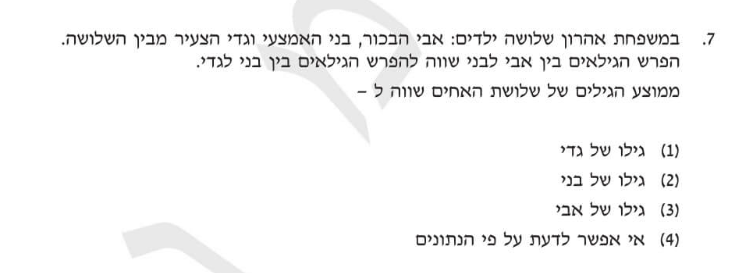 7. במשפחת אהרון שלושה ילדים: אבי הבכור, בני האמצעי וגדי הצעיר מבין השלושה.
הפרש הגילאים בין אבי לבני שווה להפרש הגילאים בין בני לגדי.
ממוצע הגילים של שלושת האחים שווה ל –
(1) גילו של גדי
(2) גילו של בני
(3) גילו של אבי
(4) אי אפשר לדעת על פי הנתונים